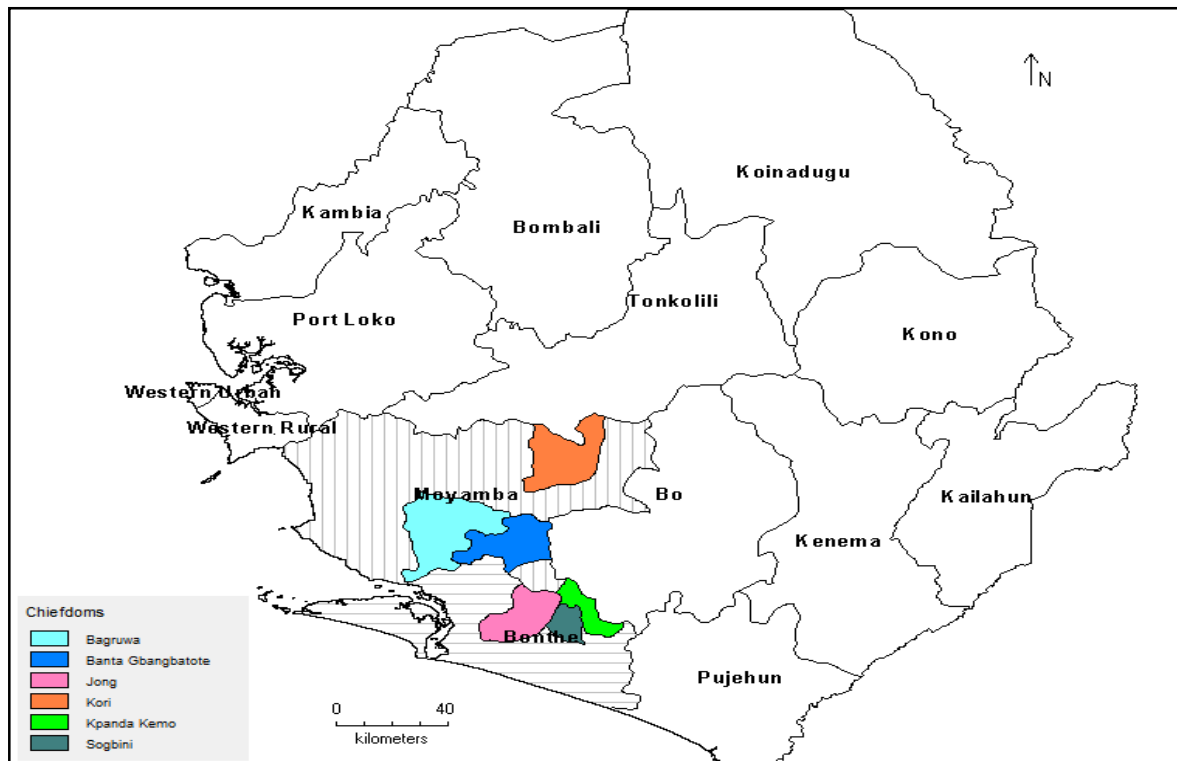 N
Koinadugu
Kambia
Bombali
Tonkolili
Port Loko
Kono
Western Urban
Western Rural
Moyamba
Bo
Kailahun
Kenema
Bonthe
Pujehun
Chiefdoms
Bagruwa
Banta Gbangbatote
Jong
Kori
Kpanda Kemo
Sogbini
0 40
kilometers